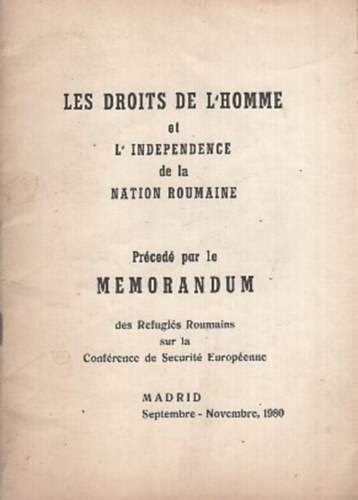 LES DROITS DE L'HOMME
et
L' INDEPENDENCE
de la
NATION ROUMAINE
Précedé par le
MEMORANDUM
des Refugiés Roumains
sur la
Conférence de Securité Européenne
MADRID
Septembre - Novembre, 1980